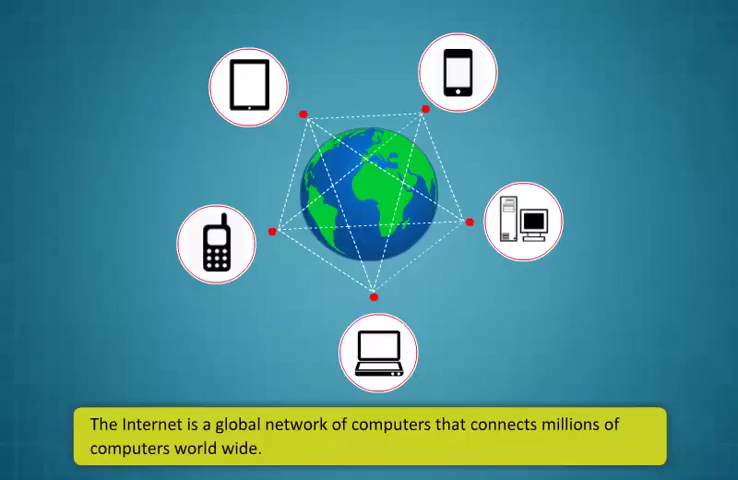 The Internet is a global network of computers that connects millions of
computers world wide.